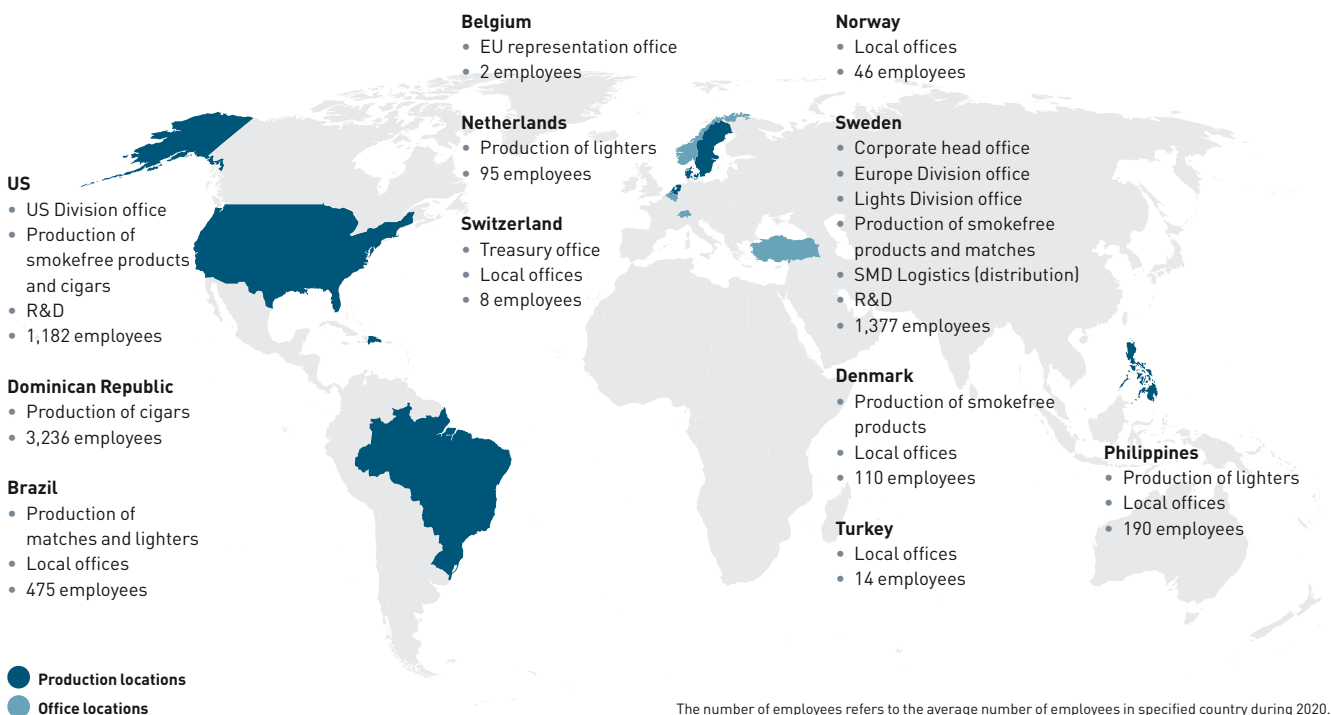 Belgium
• EU representation office
• 2 employees
Netherlands
• Production of lighters
• 95 employees
Switzerland
• Treasury office
• Local offices
• 8 employees
Norway
• Local offices
• 46 employees
Sweden
• Corporate head office
• Europe Division office
• Lights Division office
• Production of smokefree
products and matches
• SMD Logistics (distribution)
• R&D
• 1,377 employees
Denmark
• Production of smokefree
products
• Local offices
• 110 employees
Turkey
• Local offices
• 14 employees
US
• US Division office
• Production of
smokefree products
and cigars
• R&D
• 1,182 employees
Dominican Republic
• Production of cigars
• 3,236 employees
Brazil
• Production of
matches and lighters
• Local offices
• 475 employees
Philippines
• Production of lighters
• Local offices
• 190 employees
Production locations
Office locations
The number of employees refers to the average number of employees in specified country during 2020.